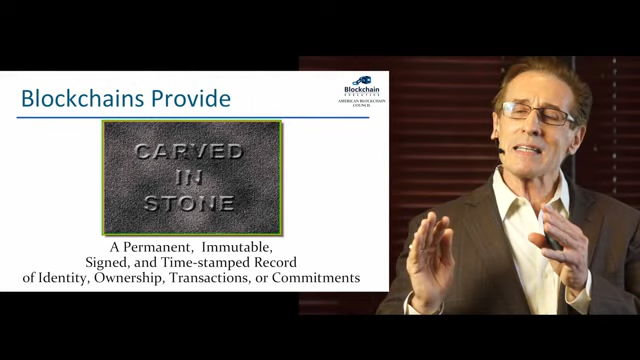 Blockchains Provide
Blockchain
EXECUTIVE
AMERICAN BLOCKCHAIN
COUNCIL
CARVED
IN
STONE
A Permanent, Immutable,
Signed, and Time-stamped Record
of Identity, Ownership, Transactions, or Commitments